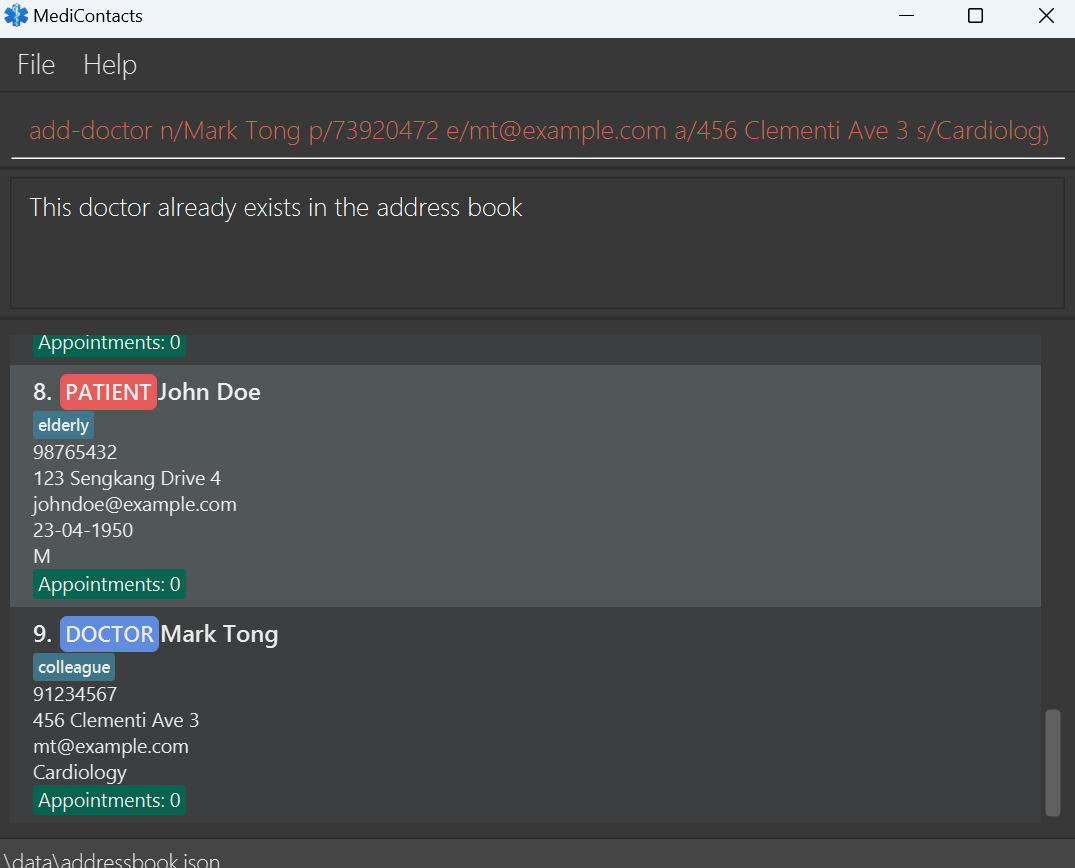 MediContacts
File Help
add-doctor n/Mark Tong p/73920472 e/mt@example.com a/456 Clementi Ave 3 s/Cardiology
This doctor already exists in the address book
Appointments: 0
8. PATIENT John Doe
elderly
98765432
123 Sengkang Drive 4
johndoe@example.com
23-04-1950
M
Appointments: 0
9. DOCTOR Mark Tong
colleague
91234567
456 Clementi Ave 3
mt@example.com
Cardiology
Appointments: 0
\data\addressbook.json